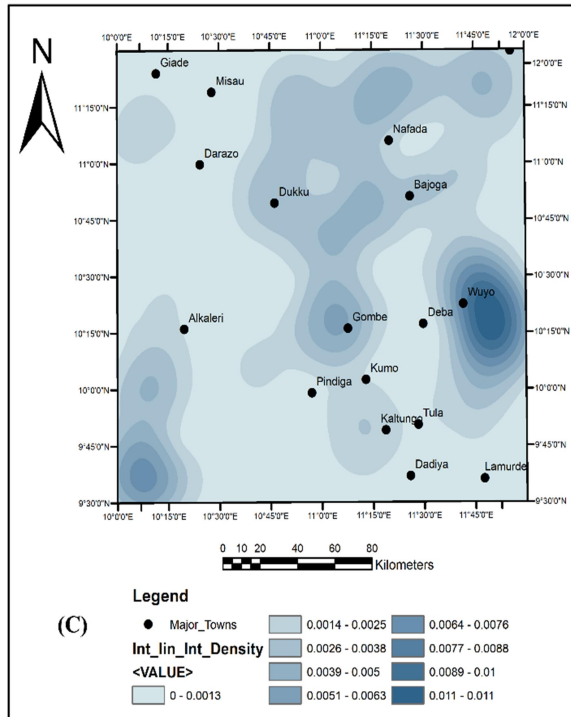 10°0'0"E 10°15'0"E 10°30'0"E 10°45'0"E 11°0'0"E 11°15'0"E 11°30'0"E 11°45'0"E 12°0'0"E
N
12°0'0"N
Giade
Misau
11°15'0"N
11°15'0"N
Nafada
Darazo
11°0'0"N
11°0'0"N
Bajoga
Dukku
10°45'0"N
10°45'0"N
10°30'0"N
10°30'0"N
Wuyo
Alkaleri
Gombe
Deba
10°15'0"N
10°15'0"N
Kumo
10°0'0"N
10°0'0"N
Pindiga
Tula
Kaltungo
9°45'0"N
9°45'0"N
Dadiya
Lamurde
9°30'0"N
9°30'0"N
10°0'0"E 10°15'0"E 10°30'0"E 10°45'0"E 11°0'0"E 11°15'0"E 11°30'0"E 11°45'0"E
0 10 20 40 60 80
Kilometers
Legend
(C)
Major_Towns
Int_lin_Int_Density
<VALUE>
0 - 0.0013
0.0014 - 0.0025
0.0026 - 0.0038
0.0039 - 0.005
0.0051 - 0.0063
0.0064 - 0.0076
0.0077 - 0.0088
0.0089 - 0.01
0.011 - 0.011